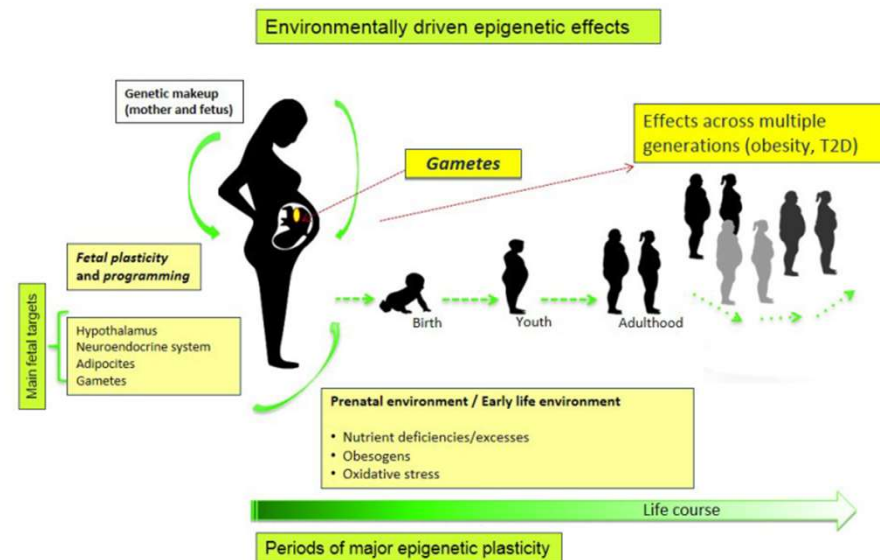 Environmentally driven epigenetic effects
Genetic makeup
(mother and fetus)
Effects across multiple
generations (obesity, T2D)
Gametes
Fetal plasticity
and programming
Main fetal targets
Hypothalamus
Neuroendocrine system
Adipocites
Gametes
Birth
Youth
Adulthood
Prenatal environment / Early life environment
• Nutrient deficiencies/excesses
• Obesogens
• Oxidative stress
Life course
Periods of major epigenetic plasticity